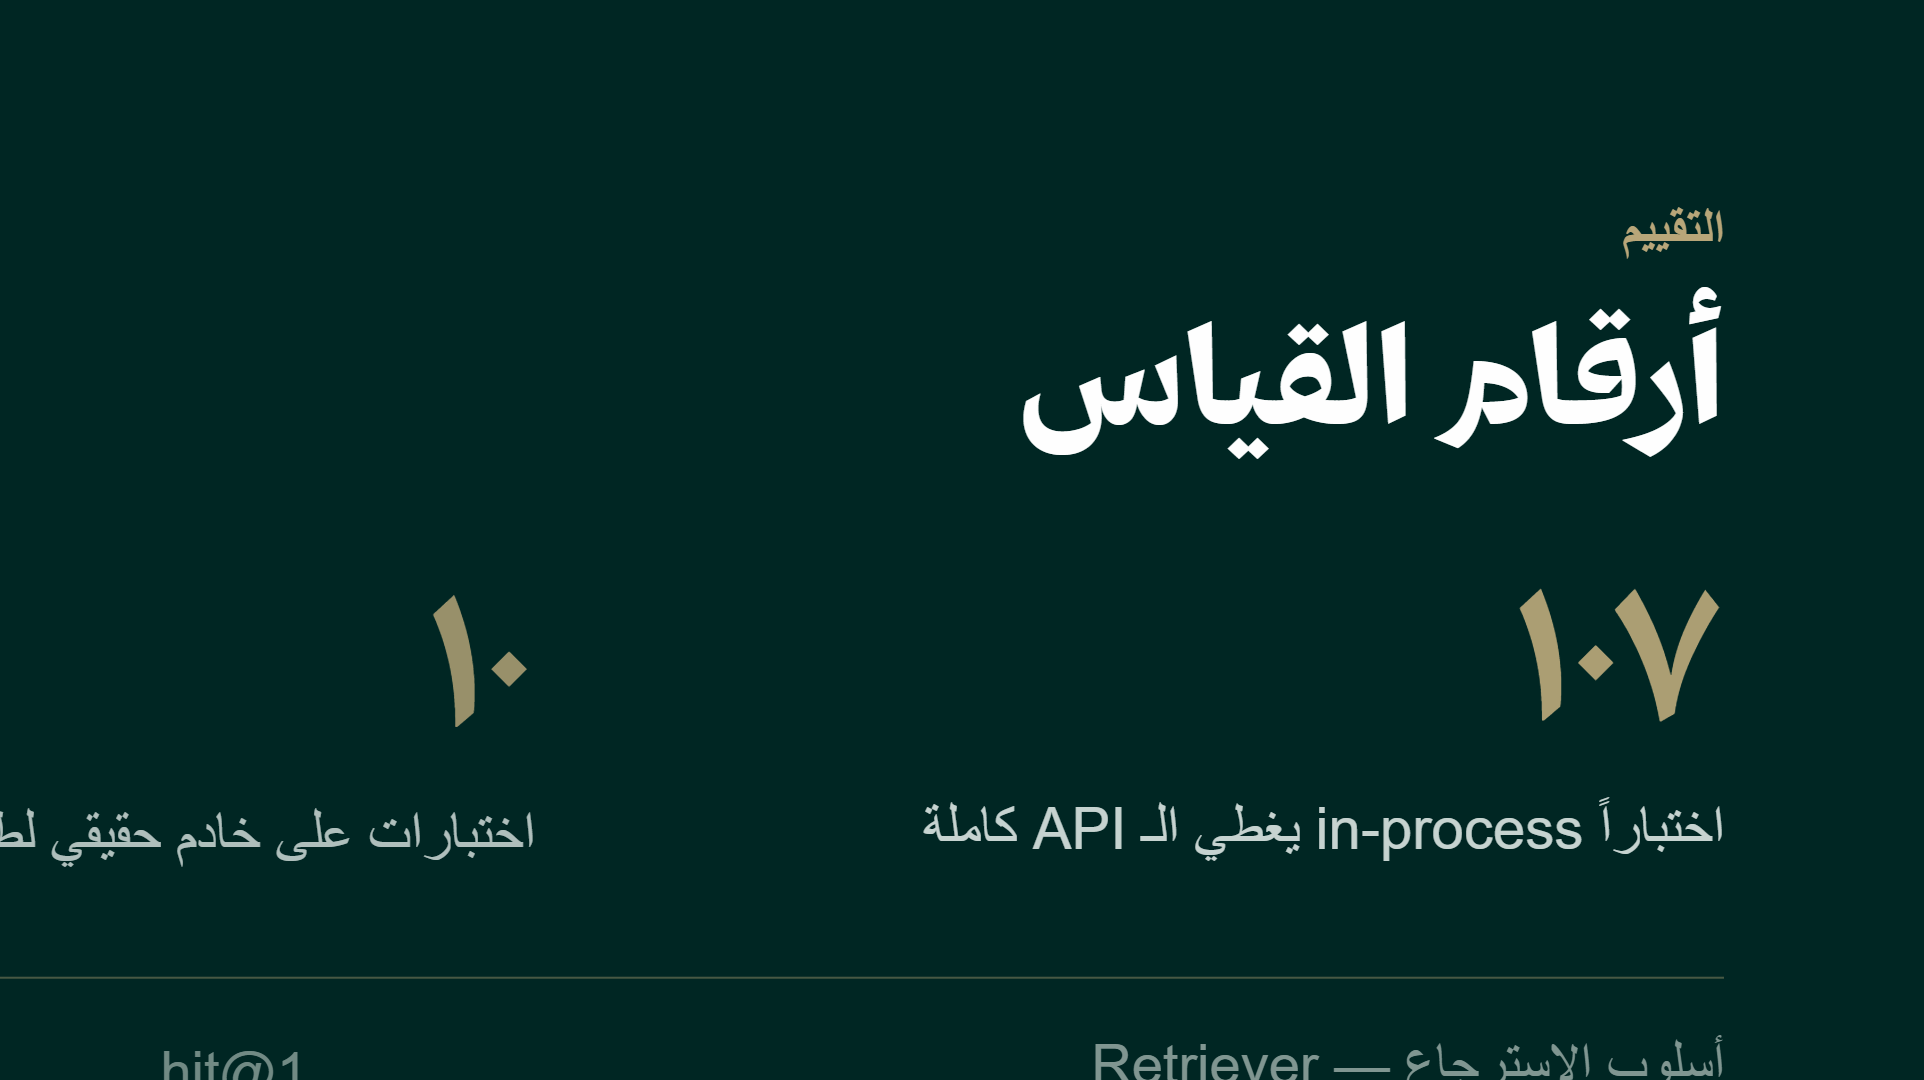 التقييم
أرقام القياس
١٠٧
اختباراً in-process يغطي الـ API كاملة
١٠
اختبارات على خادم حقيقي
أسلوب الاسترجاع — Retriever
hit@1